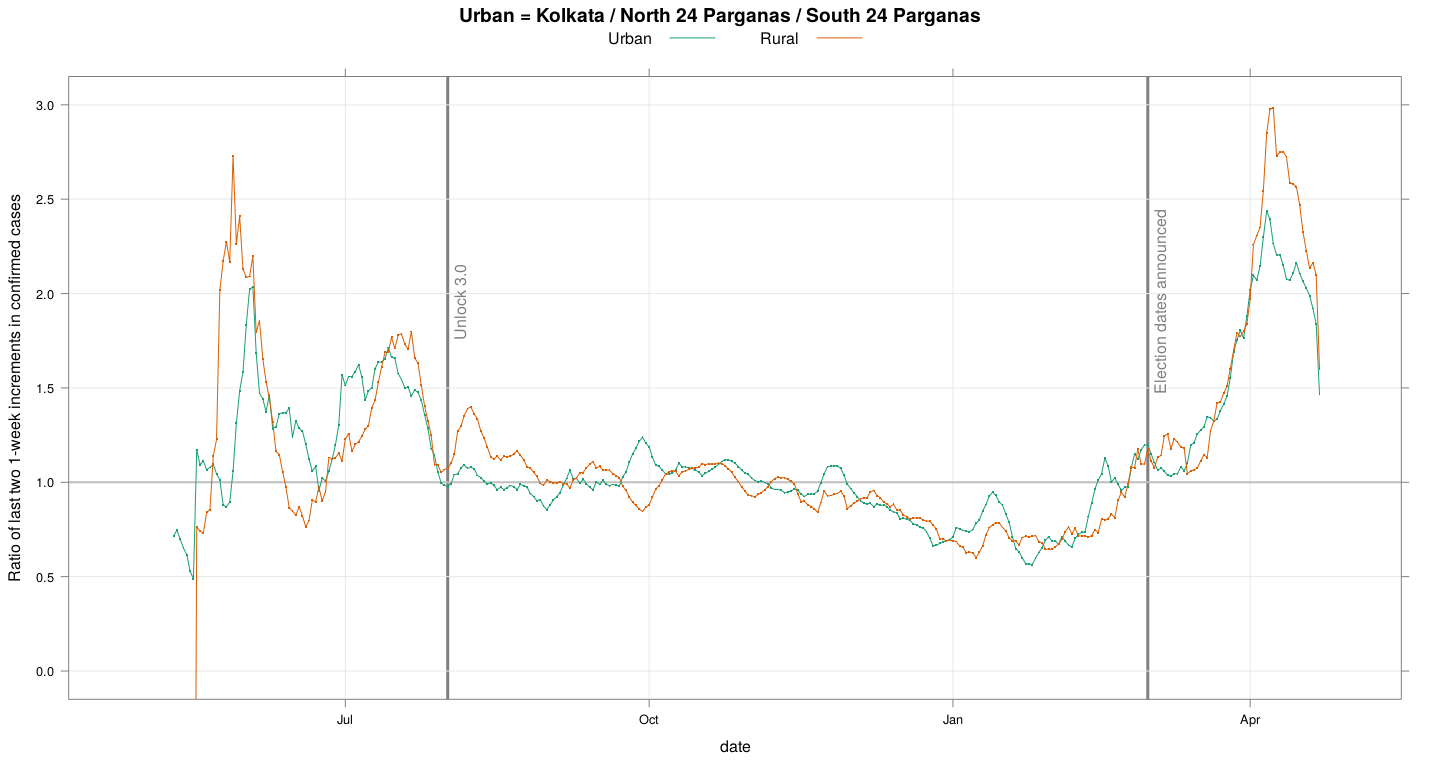 Urban = Kolkata / North 24 Parganas / South 24 Parganas
Urban
Rural
Ratio of last two 1-week increments in confirmed cases
3.0
2.5
2.0
1.5
1.0
0.5
0.0
Unlock 3.0
Election dates announced
Jul
Oct
Jan
Apr
date